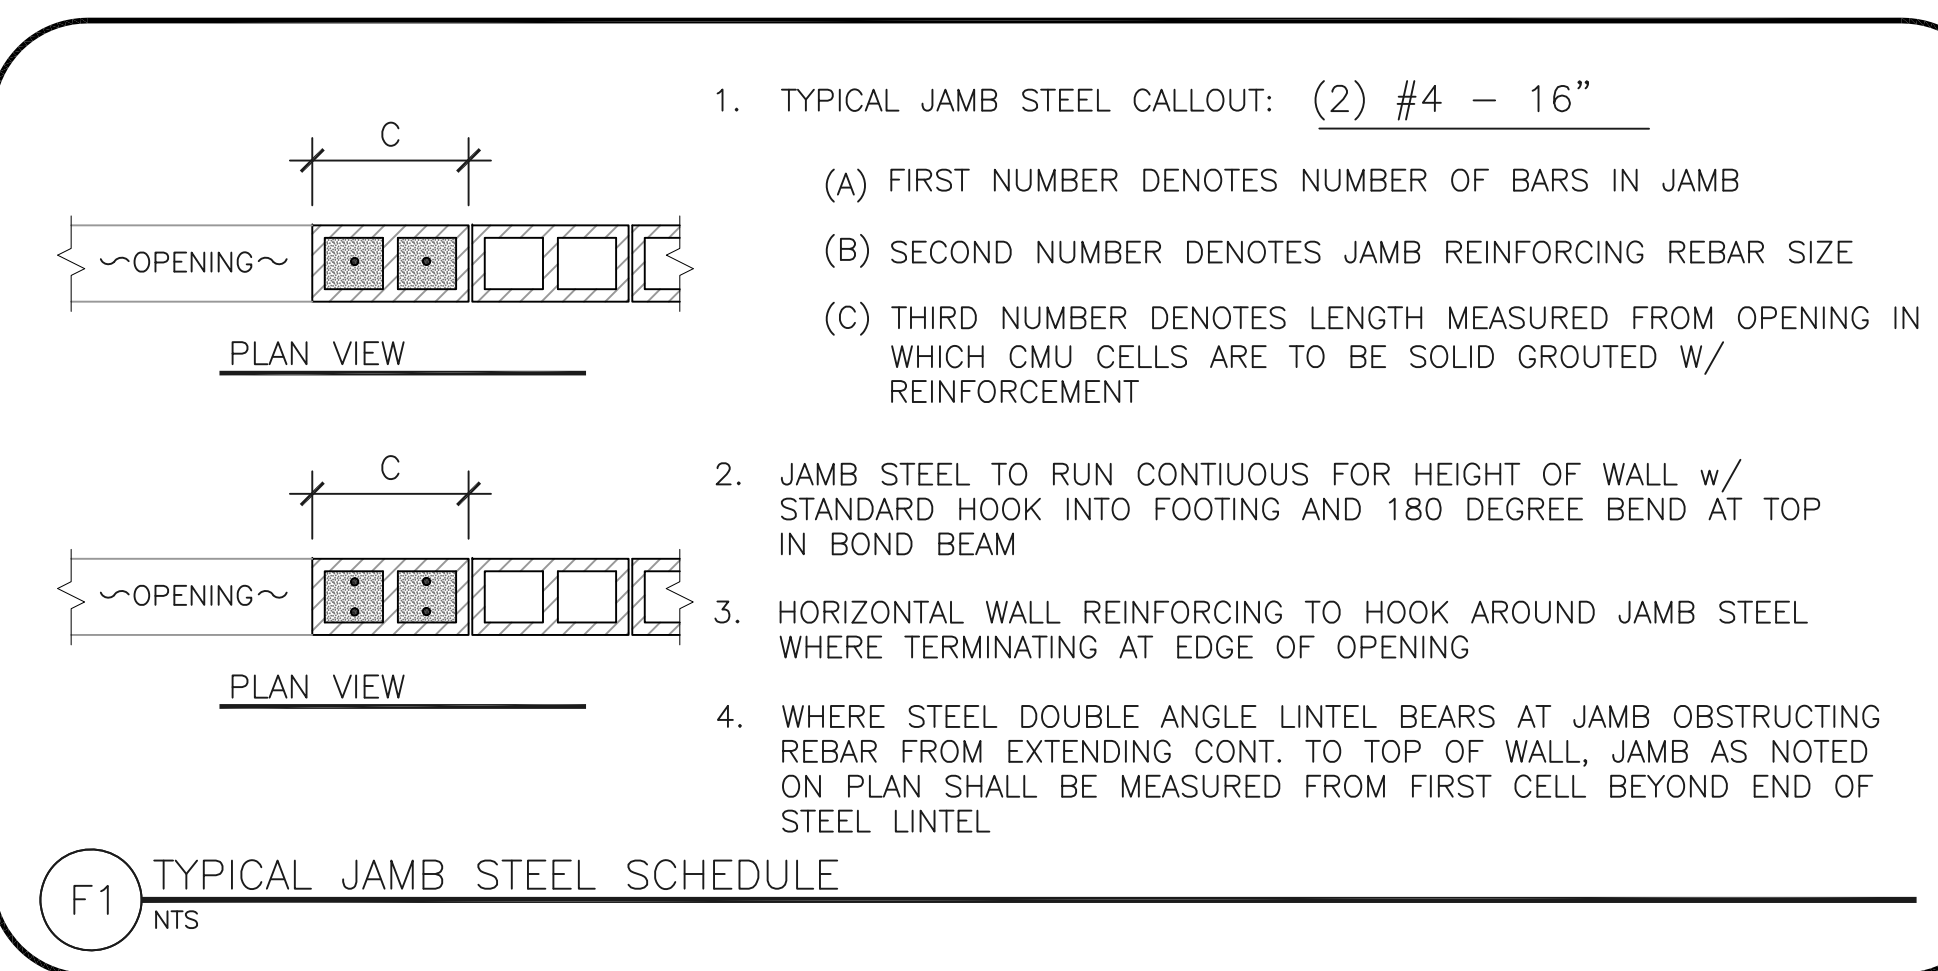 C
~OPENING~
PLAN VIEW
C
~OPENING~
PLAN VIEW
1. TYPICAL JAMB STEEL CALLOUT: (2) #4 – 16”
(A) FIRST NUMBER DENOTES NUMBER OF BARS IN JAMB
(B) SECOND NUMBER DENOTES JAMB REINFORCING REBAR SIZE
(C) THIRD NUMBER DENOTES LENGTH MEASURED FROM OPENING IN
WHICH CMU CELLS ARE TO BE SOLID GROUTED W/
REINFORCEMENT
2. JAMB STEEL TO RUN CONTIUOUS FOR HEIGHT OF WALL w/
STANDARD HOOK INTO FOOTING AND 180 DEGREE BEND AT TOP
IN BOND BEAM
3. HORIZONTAL WALL REINFORCING TO HOOK AROUND JAMB STEEL
WHERE TERMINATING AT EDGE OF OPENING
4. WHERE STEEL DOUBLE ANGLE LINTEL BEARS AT JAMB OBSTRUCTING
REBAR FROM EXTENDING CONT. TO TOP OF WALL, JAMB AS NOTED
ON PLAN SHALL BE MEASURED FROM FIRST CELL BEYOND END OF
STEEL LINTEL
F1 TYPICAL JAMB STEEL SCHEDULE
NTS